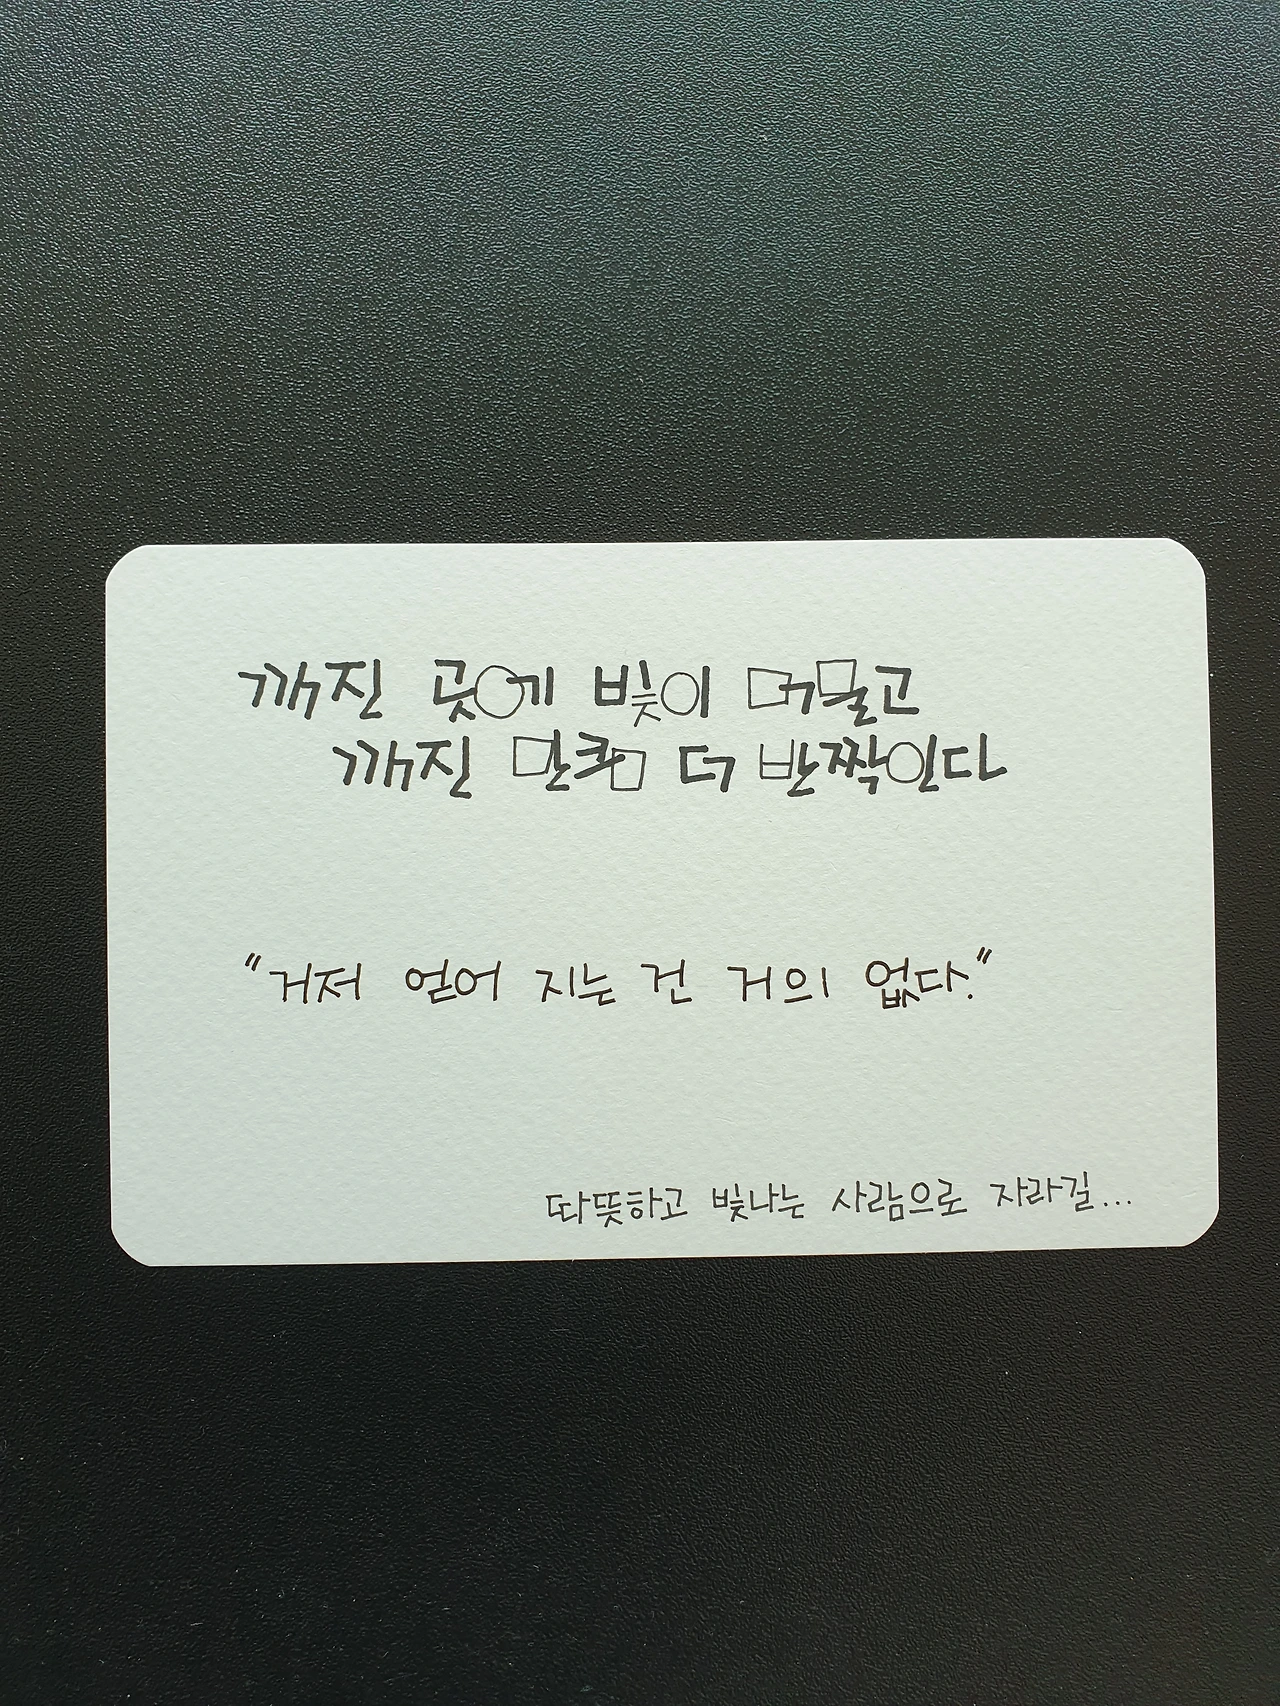 깨진 곳에 빛이 머물고
깨진 만큼 더 반짝인다
"거저 얻어 지는 건 거의 없다."
따뜻하고 빛나는 사람으로 자라길...